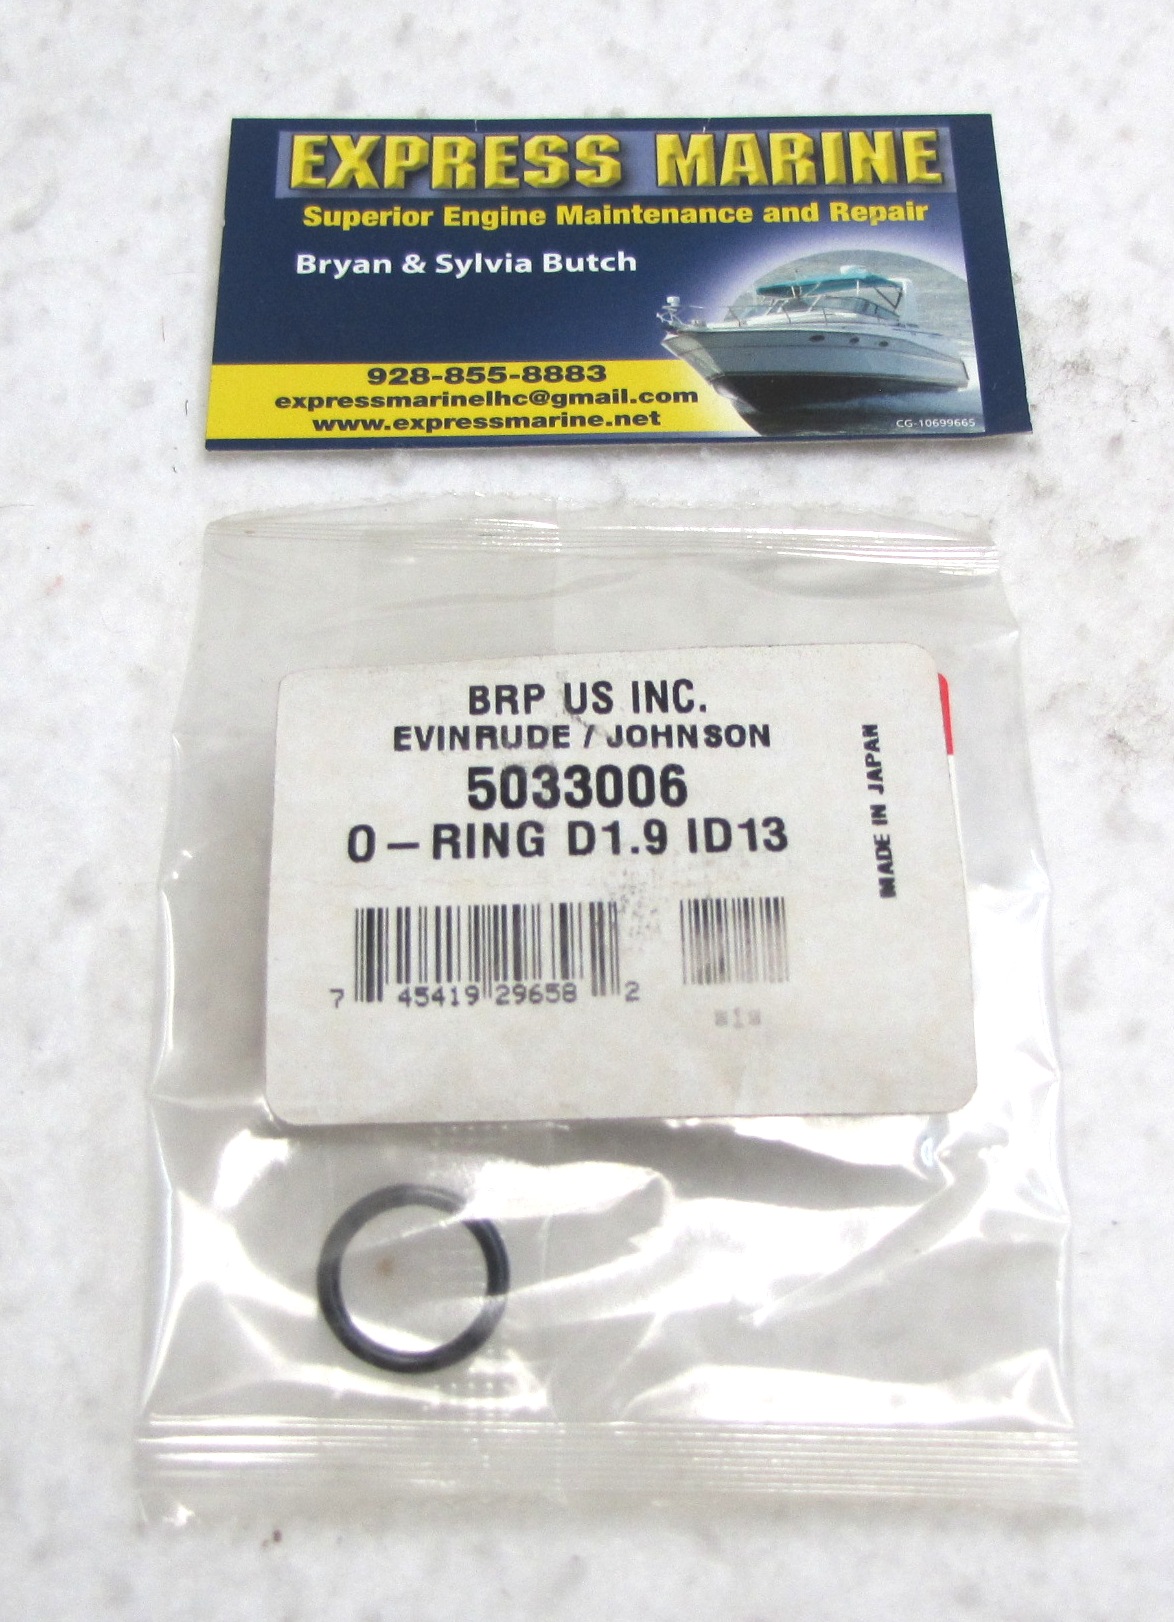 EXPRESS MARINE
Superior Engine Maintenance and Repair
Bryan & Sylvia Butch
928-855-8883
expressmarinelhc@gmail.com
www.expressmarine.net
CG-10699665
BRP US INC.
EVINRUDE / JOHNSON
5033006
O-RING D1.9 ID13
MADE IN JAPAN
7 45419 29658 2